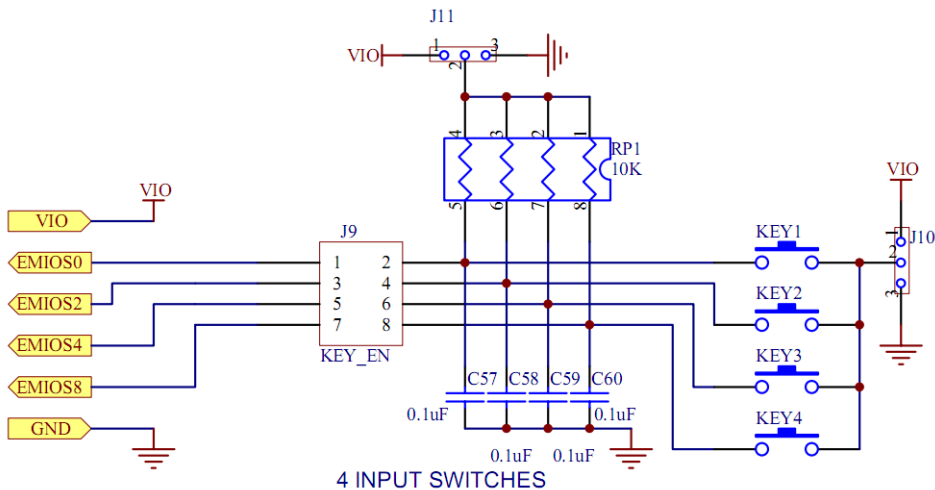 J11
VIO 1 2 3
4 3 2 1
RP1
10K
5 6 7 8
VIO
VIO
VIO
J9
KEY1
1
2
3
J10
EMIOS0
1 2
EMIOS2
3 4
KEY2
EMIOS4
5 6
EMIOS8
7 8
KEY_EN
KEY3
C57 C58 C59 C60
0.1uF 0.1uF
KEY4
GND
0.1uF 0.1uF
4 INPUT SWITCHES